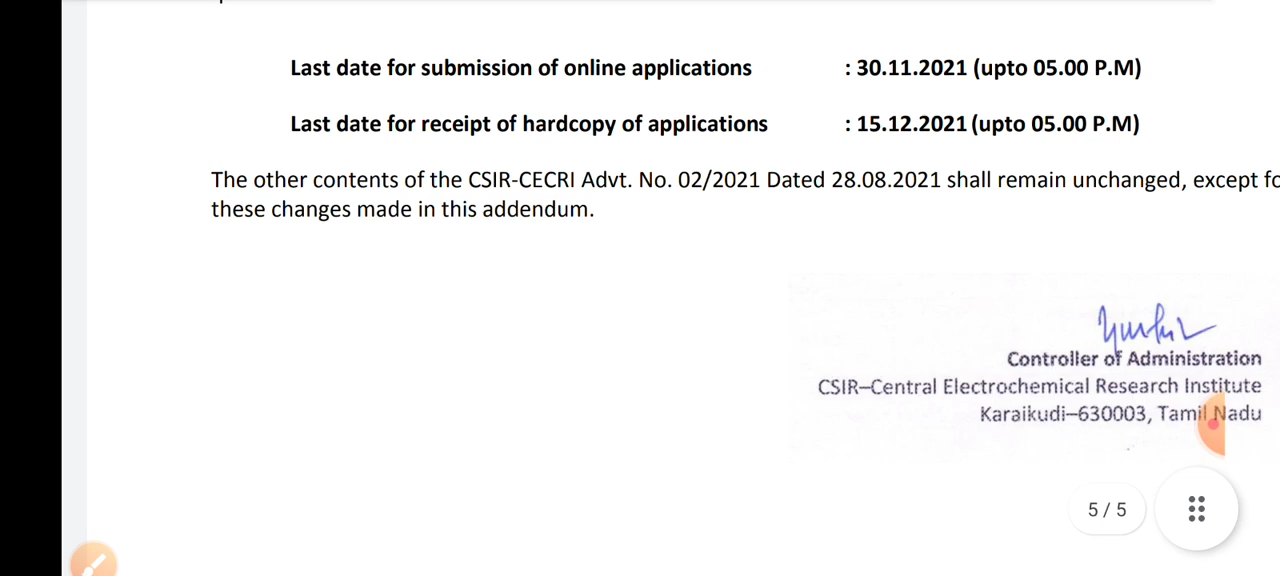 Last date for submission of online applications : 30.11.2021 (upto 05.00 P.M)
Last date for receipt of hardcopy of applications : 15.12.2021 (upto 05.00 P.M)
The other contents of the CSIR-CECRI Advt. No. 02/2021 Dated 28.08.2021 shall remain unchanged, except
these changes made in this addendum.
Controller of Administration
CSIR–Central Electrochemical Research Institute
Karaikudi–630003, Tamil Nadu
5 / 5